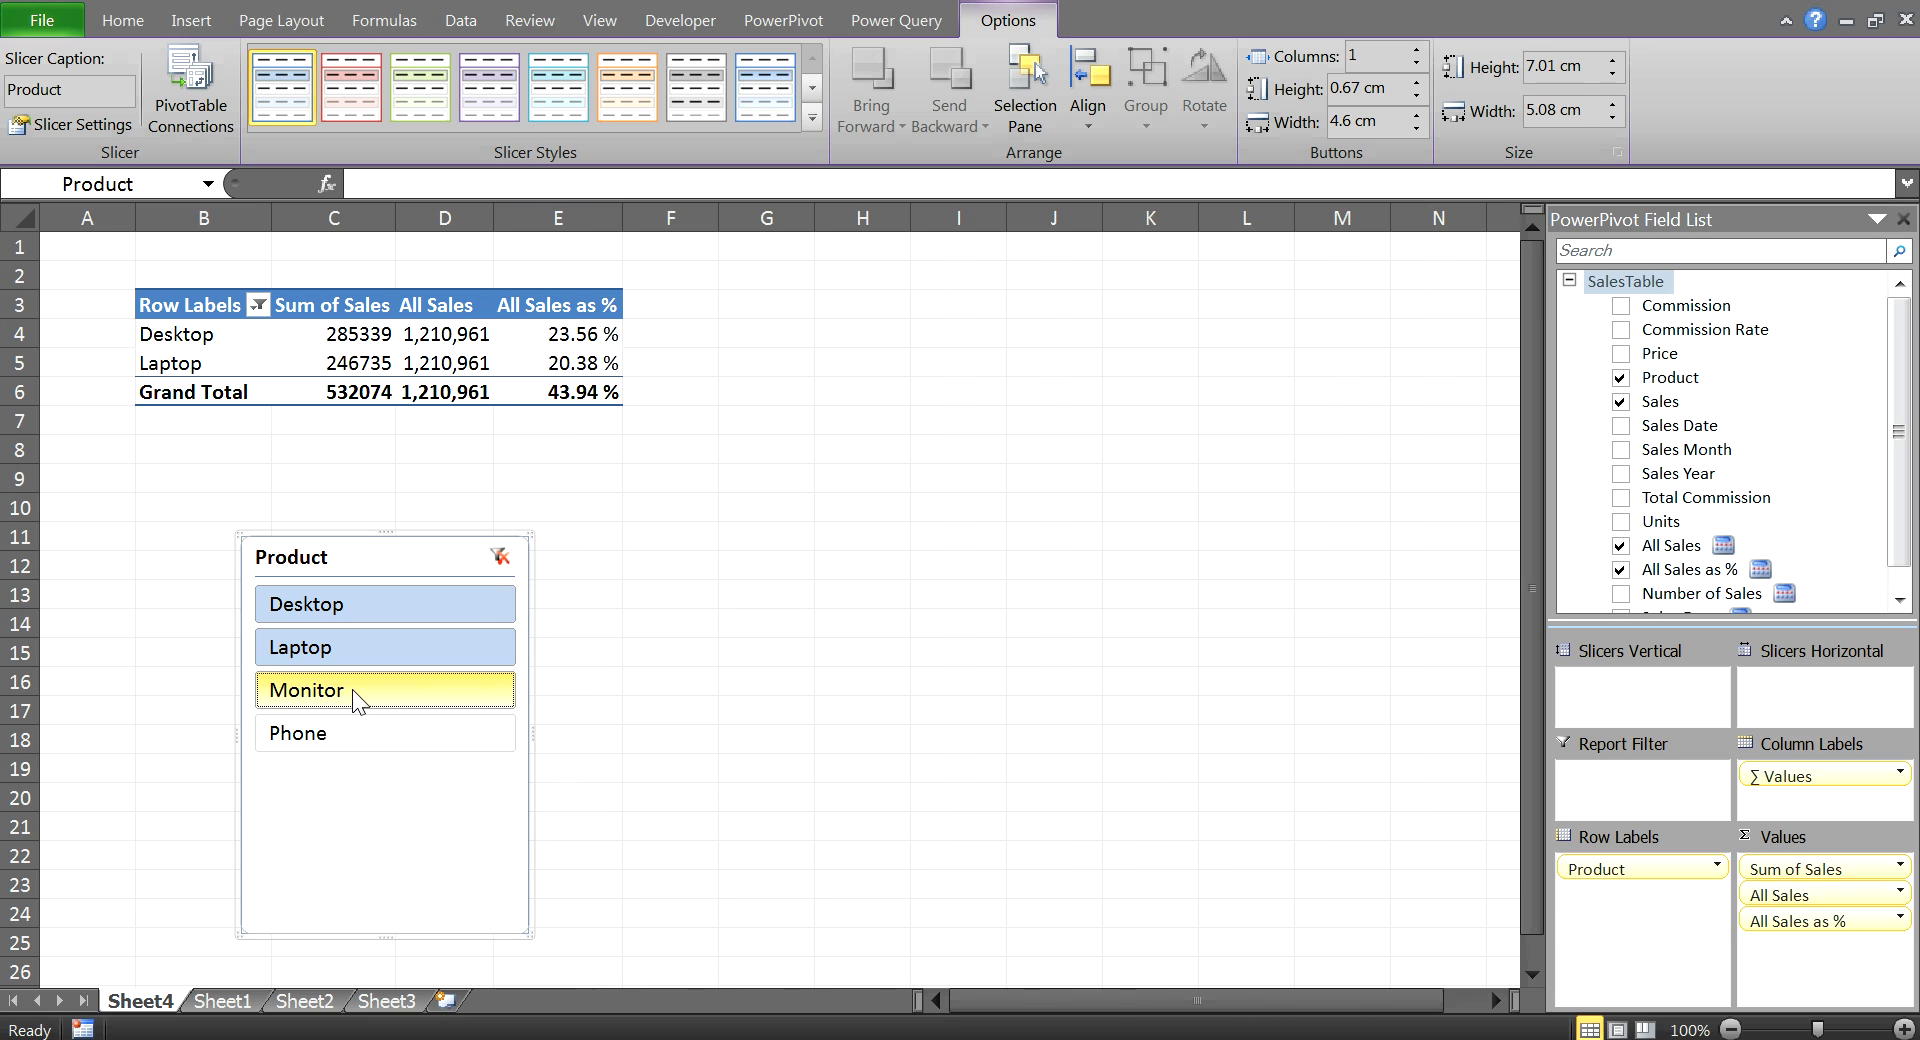 File Home Insert Page Layout Formulas Data Review View Developer PowerPivot Power Query Options
Slicer Caption:
Product
Slicer Settings
PivotTable Connections
Slicer
Slicer Styles
Bring Forward
Send Backward
Selection Pane
Align
Group
Rotate
Arrange
Columns: 1
Height: 0.67 cm
Width: 4.6 cm
Buttons
Height: 7.01 cm
Width: 5.08 cm
Size
Product fx
A B C D E F G H I J K L M N
1
2
3 Row Labels Sum of Sales All Sales All Sales as %
4 Desktop 285339 1,210,961 23.56 %
5 Laptop 246735 1,210,961 20.38 %
6 Grand Total 532074 1,210,961 43.94 %
7
8
9
10
11
12
13
14
15
16
17
18
19
20
21
22
23
24
25
26
Product
Desktop
Laptop
Monitor
Phone
PowerPivot Field List
Search
SalesTable
Commission
Commission Rate
Price
Product
Sales
Sales Date
Sales Month
Sales Year
Total Commission
Units
All Sales
All Sales as %
Number of Sales
Slicers Vertical
Slicers Horizontal
Report Filter
Column Labels
∑ Values
Row Labels
Product
Σ Values
Sum of Sales
All Sales
All Sales as %
Sheet4 Sheet1 Sheet2 Sheet3
Ready
100%